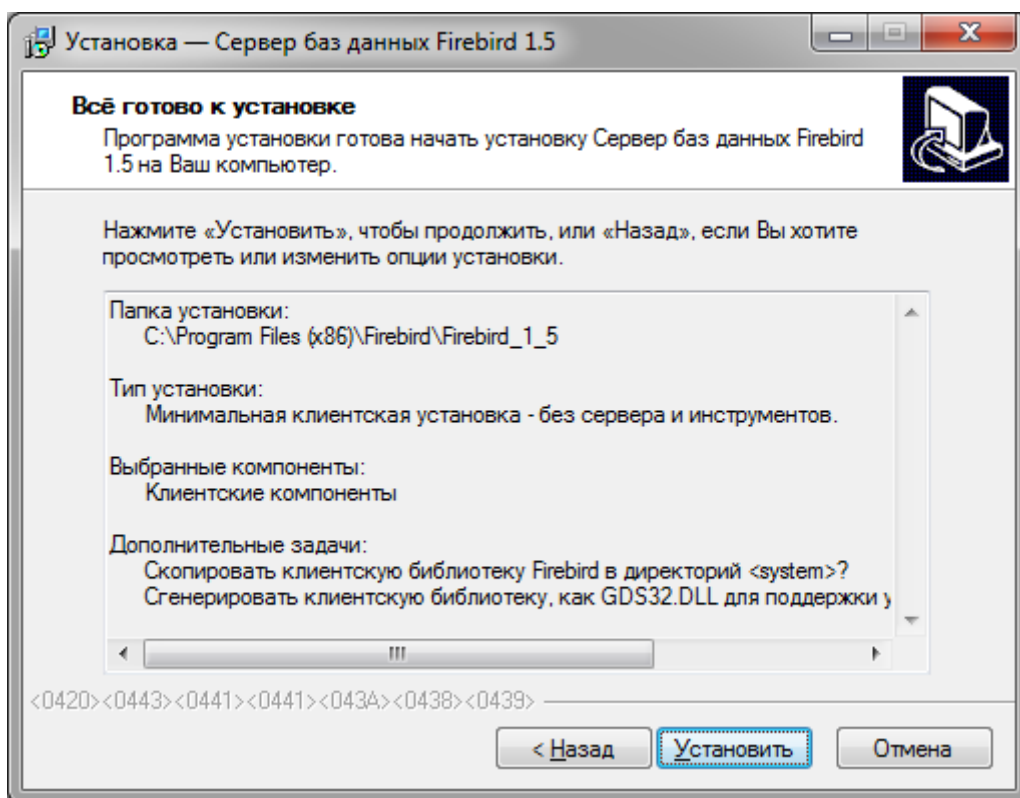 Установка — Сервер баз данных Firebird 1.5
Всё готово к установке
Программа установки готова начать установку Сервер баз данных Firebird
1.5 на Ваш компьютер.
Нажмите «Установить», чтобы продолжить, или «Назад», если Вы хотите
просмотреть или изменить опции установки.
Папка установки:
C:\Program Files (x86)\Firebird\Firebird_1_5
Тип установки:
Минимальная клиентская установка - без сервера и инструментов.
Выбранные компоненты:
Клиентские компоненты
Дополнительные задачи:
Скопировать клиентскую библиотеку Firebird в директорий <system>?
Сгенерировать клиентскую библиотеку, как GDS32.DLL для поддержки у
<0420><0443><0441><0441><043A><0438><0439>
< Назад Установить Отмена